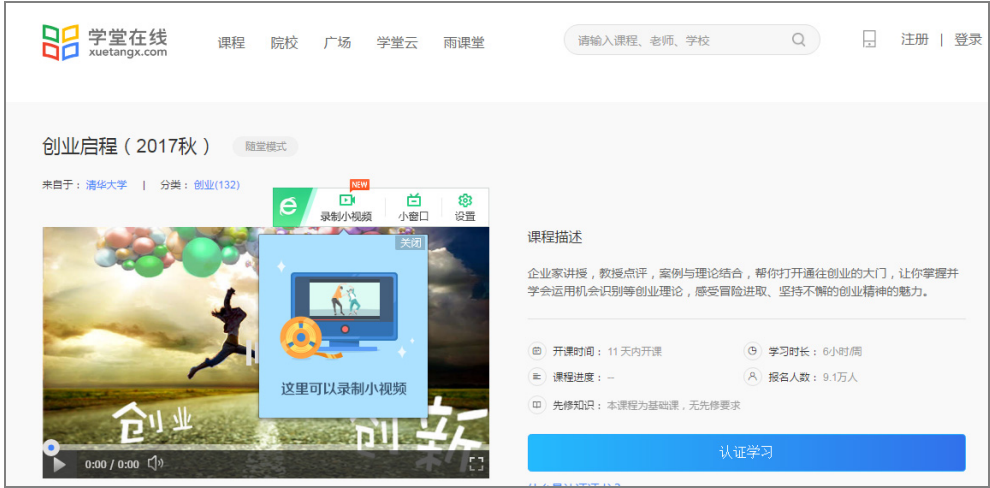 学堂在线
xuetangx.com
课程 院校 广场 学堂云 雨课堂
请输入课程、老师、学校
注册 | 登录
创业启程（2017秋）
随堂模式
来自于：清华大学 | 分类：创业(132)
NEW
录制小视频 小窗口 设置
关闭
这里可以录制小视频
创业
创新
0:00 / 0:00
课程描述
企业家讲授，教授点评，案例与理论结合，帮你打开通往创业的大门，让你掌握并
学会运用机会识别等创业理论，感受冒险进取、坚持不懈的创业精神的魅力。
开课时间：11天内开课
学习时长：6小时/周
课程进度：--
报名人数：9.1万人
先修知识：本课程为基础课，无先修要求
认证学习